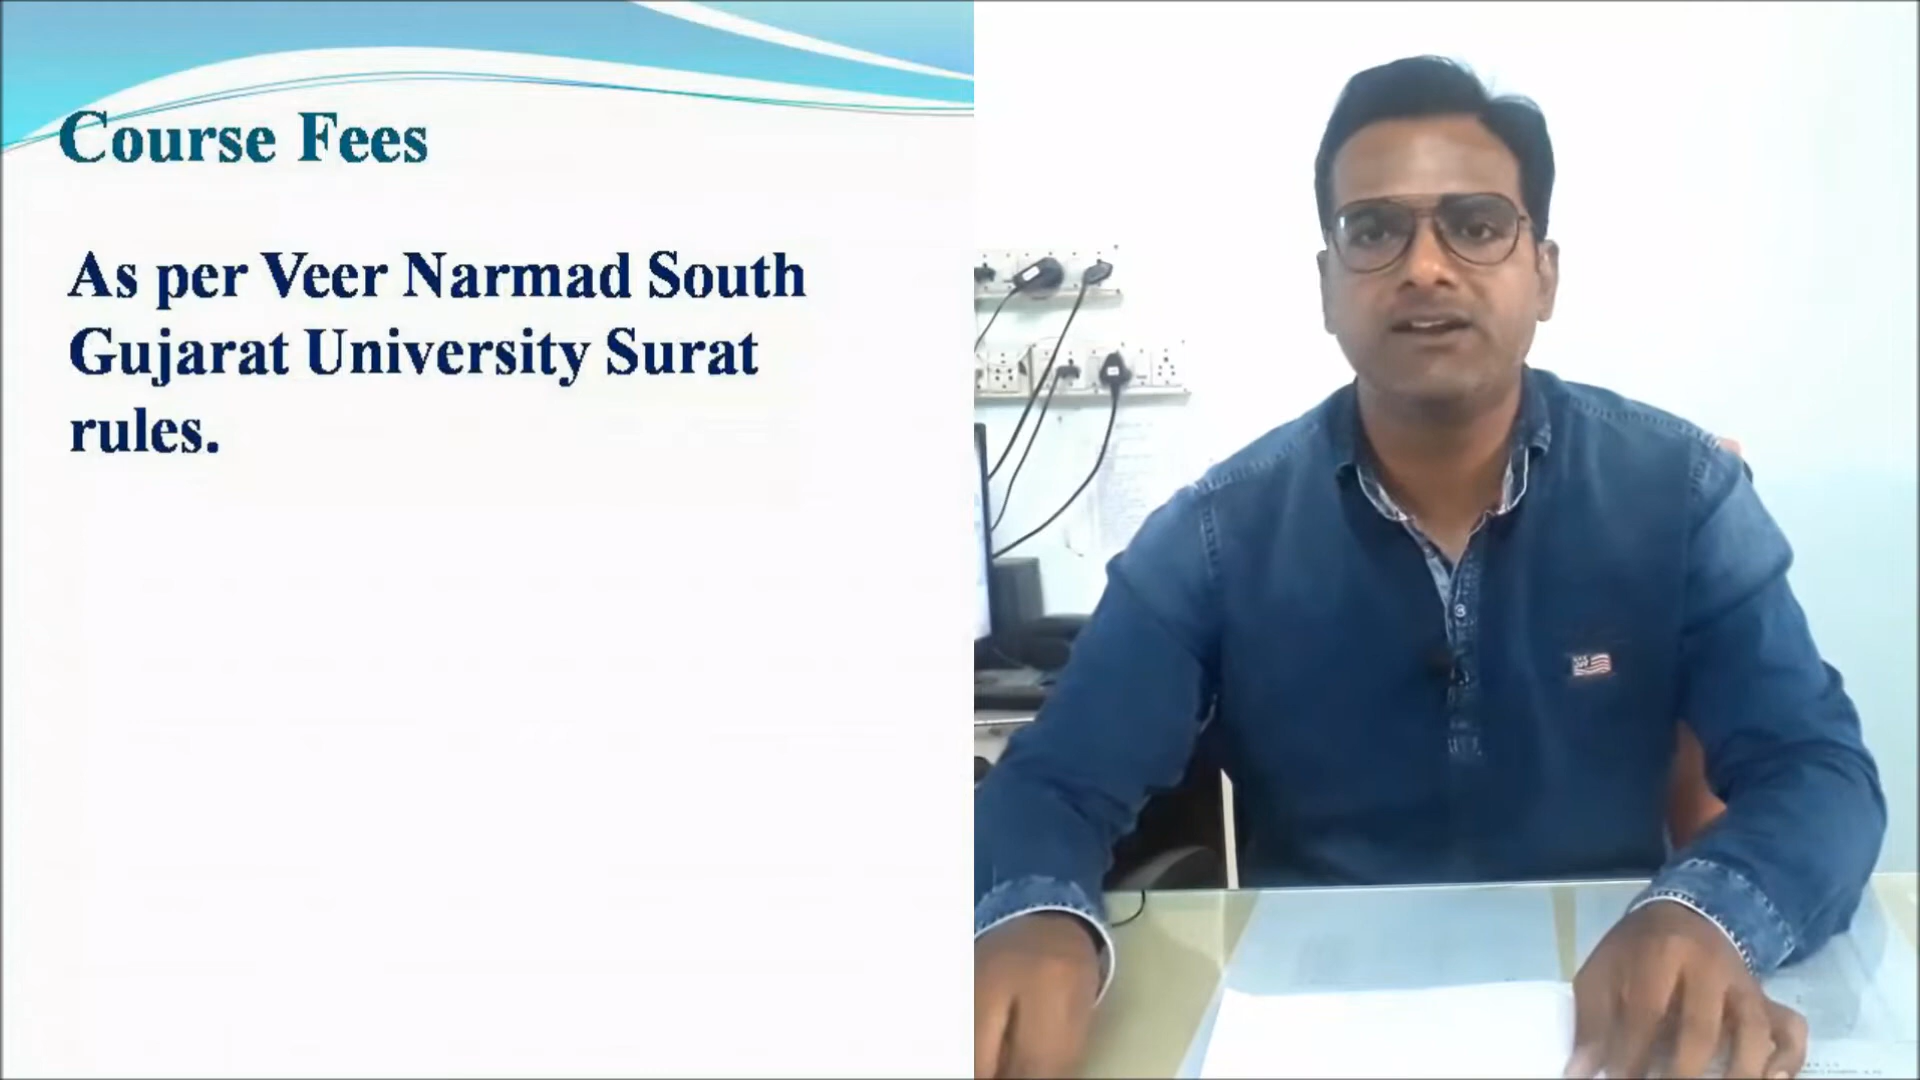 Course Fees
As per Veer Narmad South
Gujarat University Surat
rules.